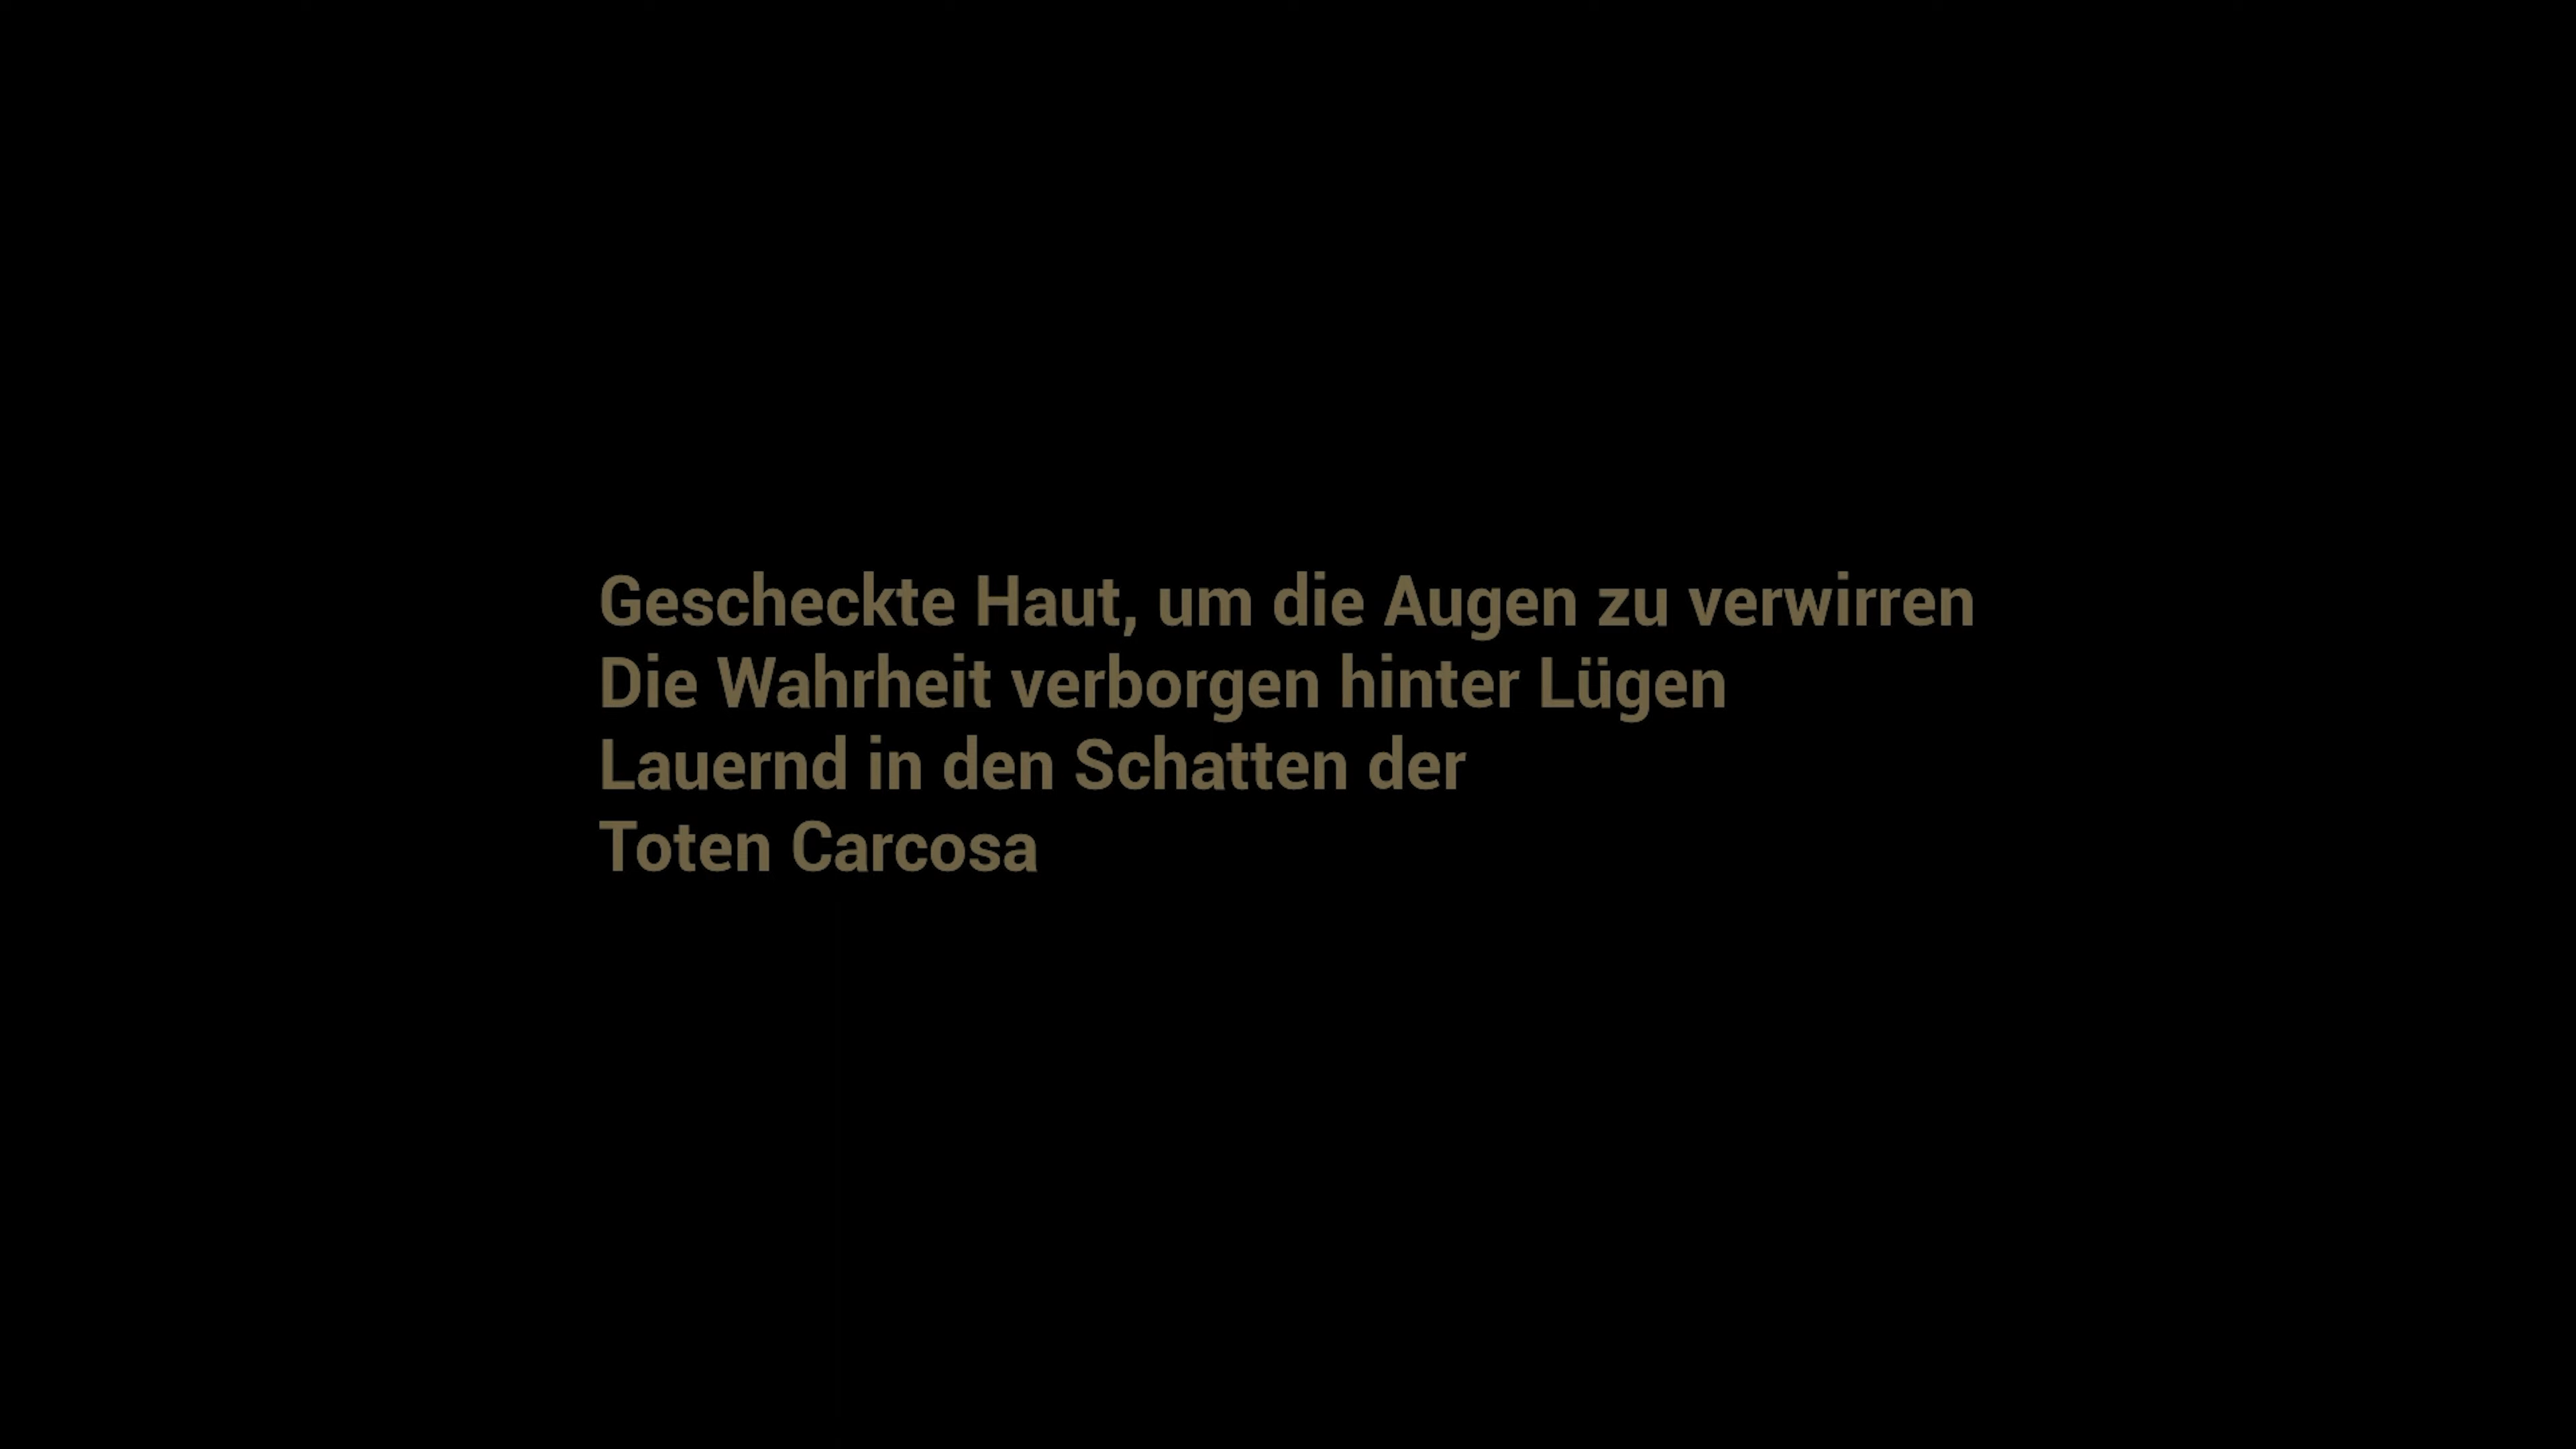 Gescheckte Haut, um die Augen zu verwirren
Die Wahrheit verborgen hinter Lügen
Lauernd in den Schatten der
Toten Carcosa